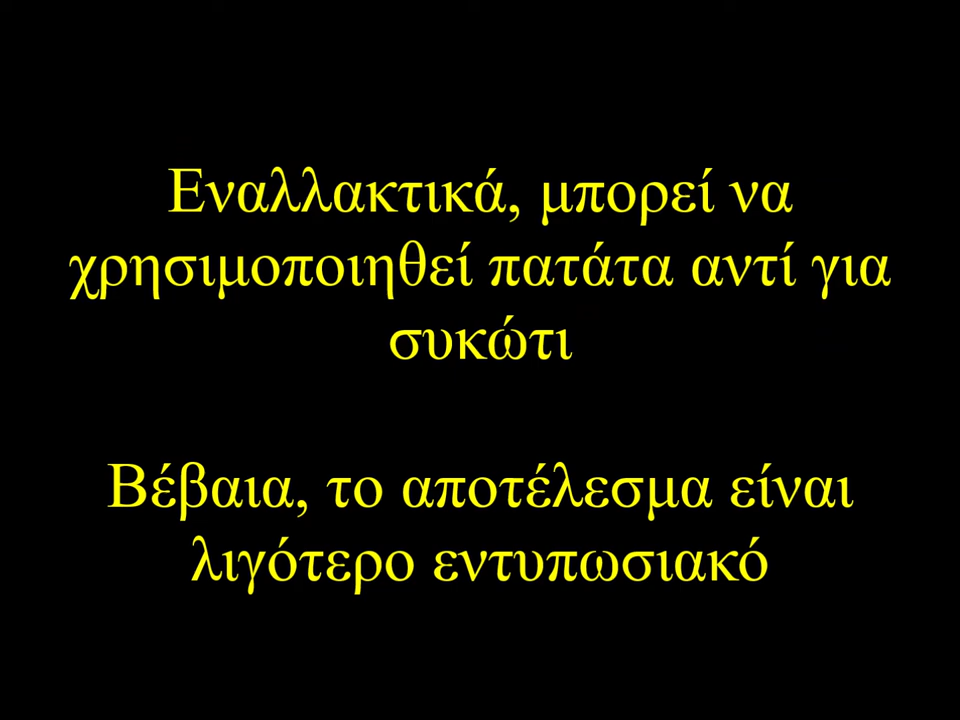 Εναλλακτικά, μπορεί να
χρησιμοποιηθεί πατάτα αντί για
συκώτι
Βέβαια, το αποτέλεσμα είναι
λιγότερο εντυπωσιακό